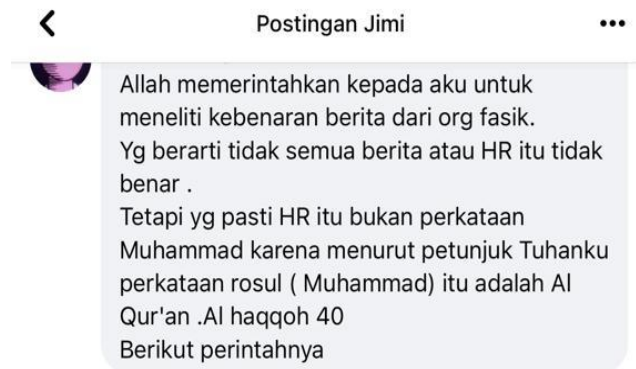 Postingan Jimi
Allah memerintahkan kepada aku untuk
meneliti kebenaran berita dari org fasik.
Yg berarti tidak semua berita atau HR itu tidak
benar .
Tetapi yg pasti HR itu bukan perkataan
Muhammad karena menurut petunjuk Tuhanku
perkataan rosul ( Muhammad) itu adalah Al
Qur'an .Al haqqoh 40
Berikut perintahnya